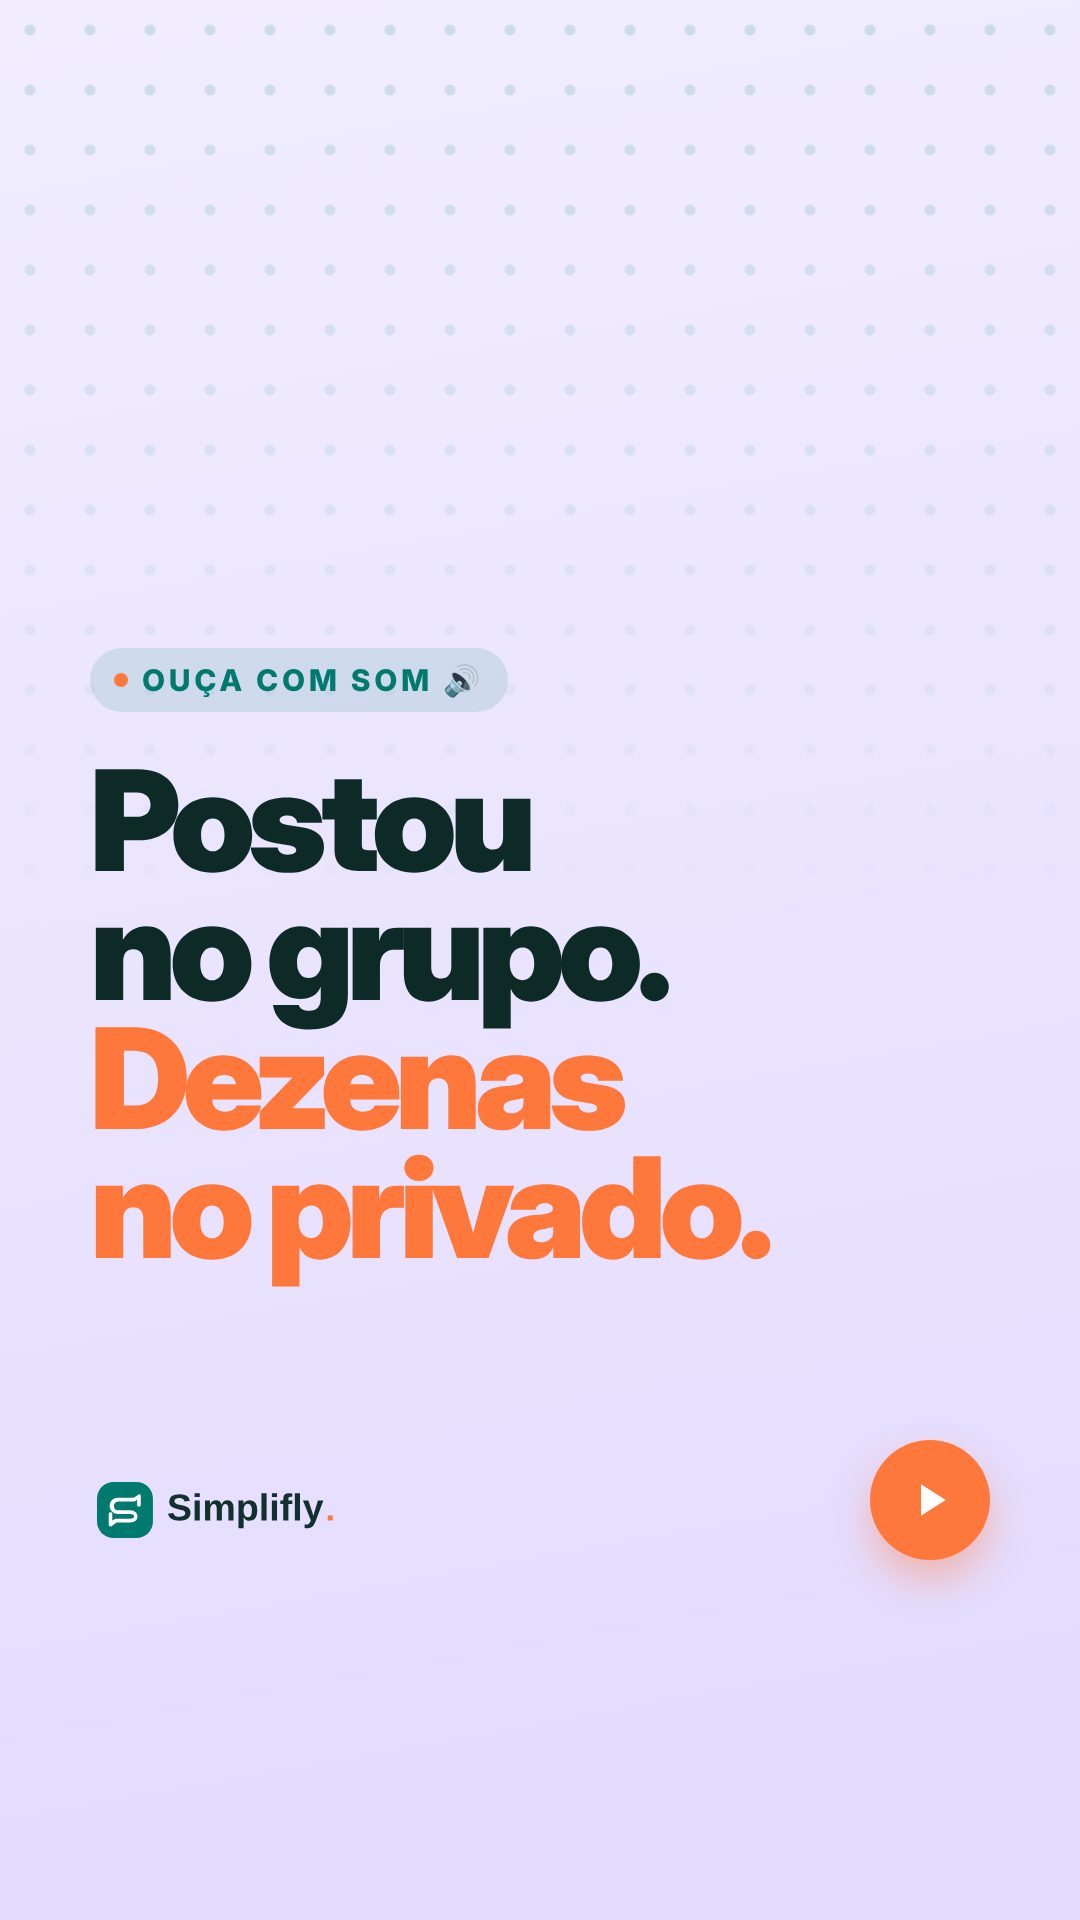 OUÇA COM SOM 🔊
Postou
no grupo.
Dezenas
no privado.
Simplifly.